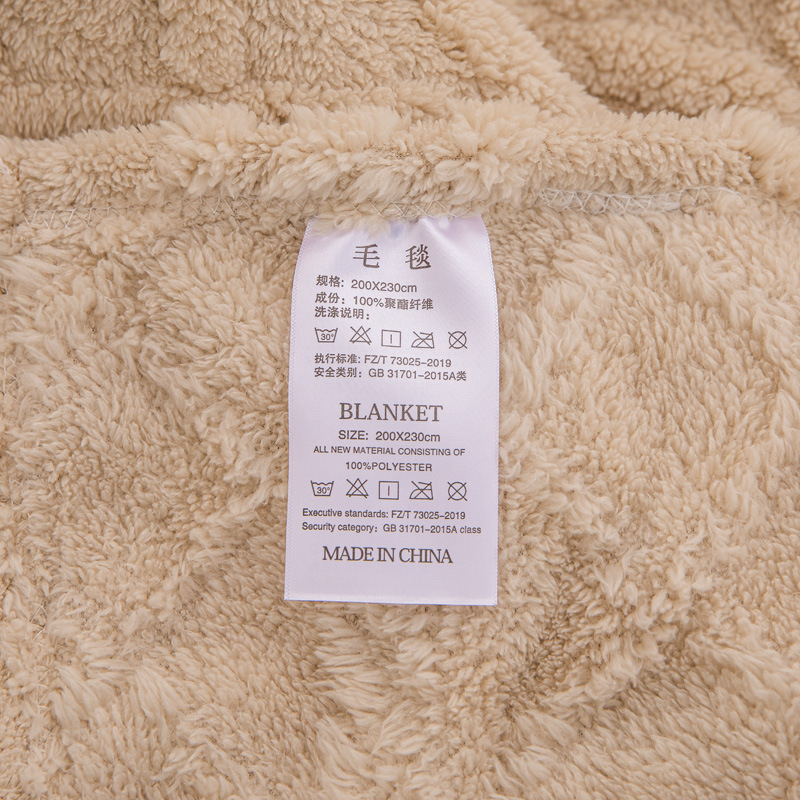 毛 毯
规格: 200X230cm
成份: 100%聚酯纤维
洗涤说明:
30°
执行标准: FZ/T 73025-2019
安全类别: GB 31701-2015A类
BLANKET
SIZE: 200X230cm
ALL NEW MATERIAL CONSISTING OF
100%POLYESTER
30°
Executive standards: FZ/T 73025-2019
Security category: GB 31701-2015A class
MADE IN CHINA